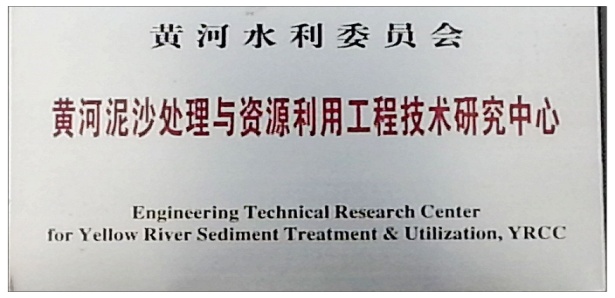 黄河水利委员会
黄河泥沙处理与资源利用工程技术研究中心
Engineering Technical Research Center
for Yellow River Sediment Treatment & Utilization, YRCC